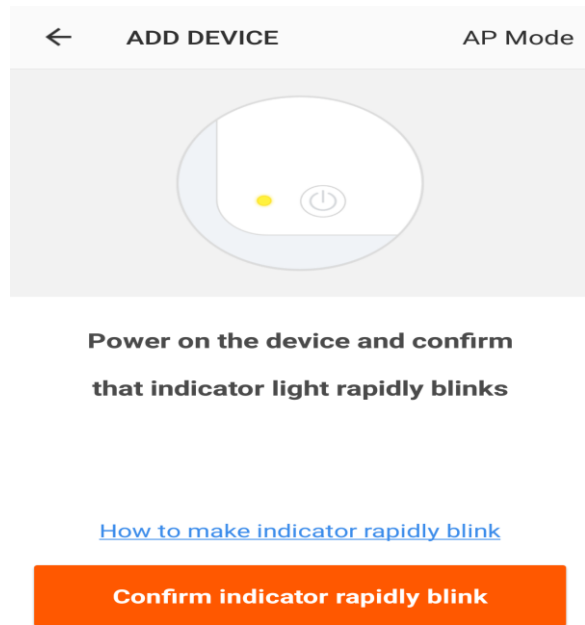 ADD DEVICE AP Mode
Power on the device and confirm
that indicator light rapidly blinks
How to make indicator rapidly blink
Confirm indicator rapidly blink